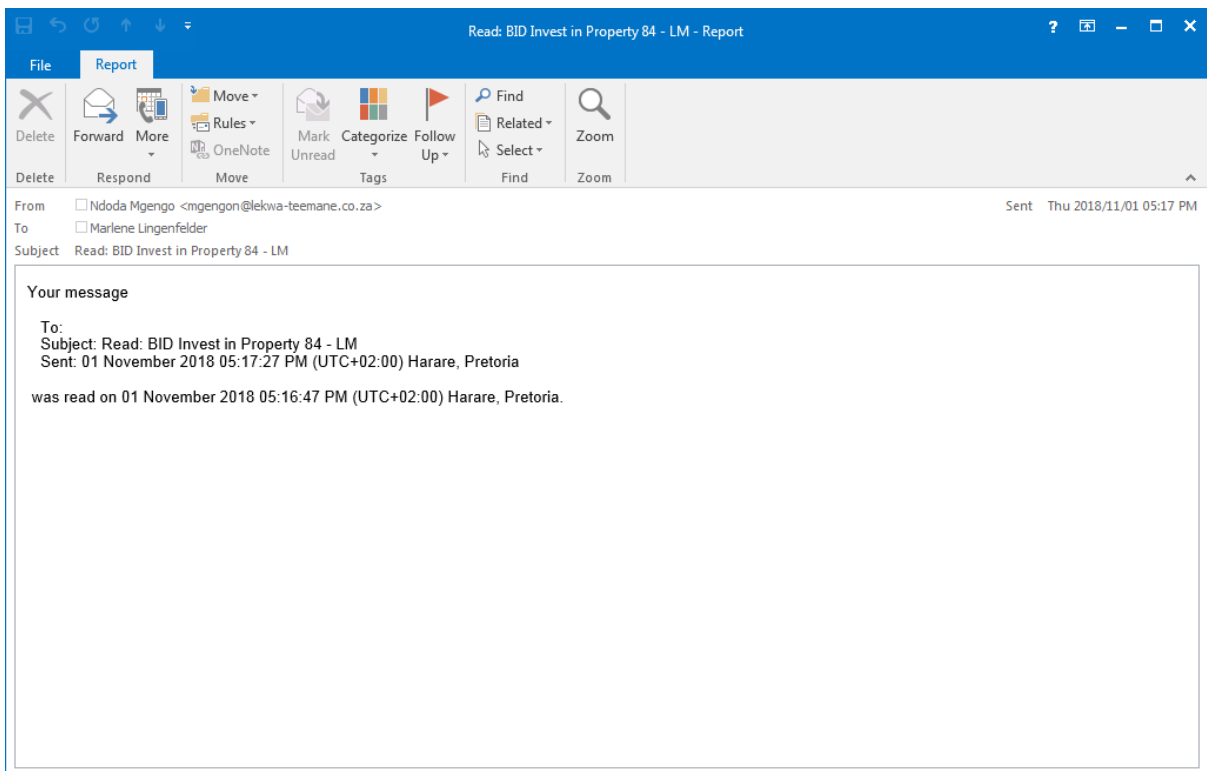 Read: BID Invest in Property 84 - LM - Report
?
File Report
Delete
Forward
More
Move
Rules
OneNote
Mark Unread
Categorize
Follow Up
Find
Related
Select
Zoom
Delete Respond Move Tags Find Zoom
From Ndoda Mgengo <mgengon@lekwa-teemane.co.za> Sent Thu 2018/11/01 05:17 PM
To Marlene Lingenfelder
Subject Read: BID Invest in Property 84 - LM
Your message
To:
Subject: Read: BID Invest in Property 84 - LM
Sent: 01 November 2018 05:17:27 PM (UTC+02:00) Harare, Pretoria
was read on 01 November 2018 05:16:47 PM (UTC+02:00) Harare, Pretoria.